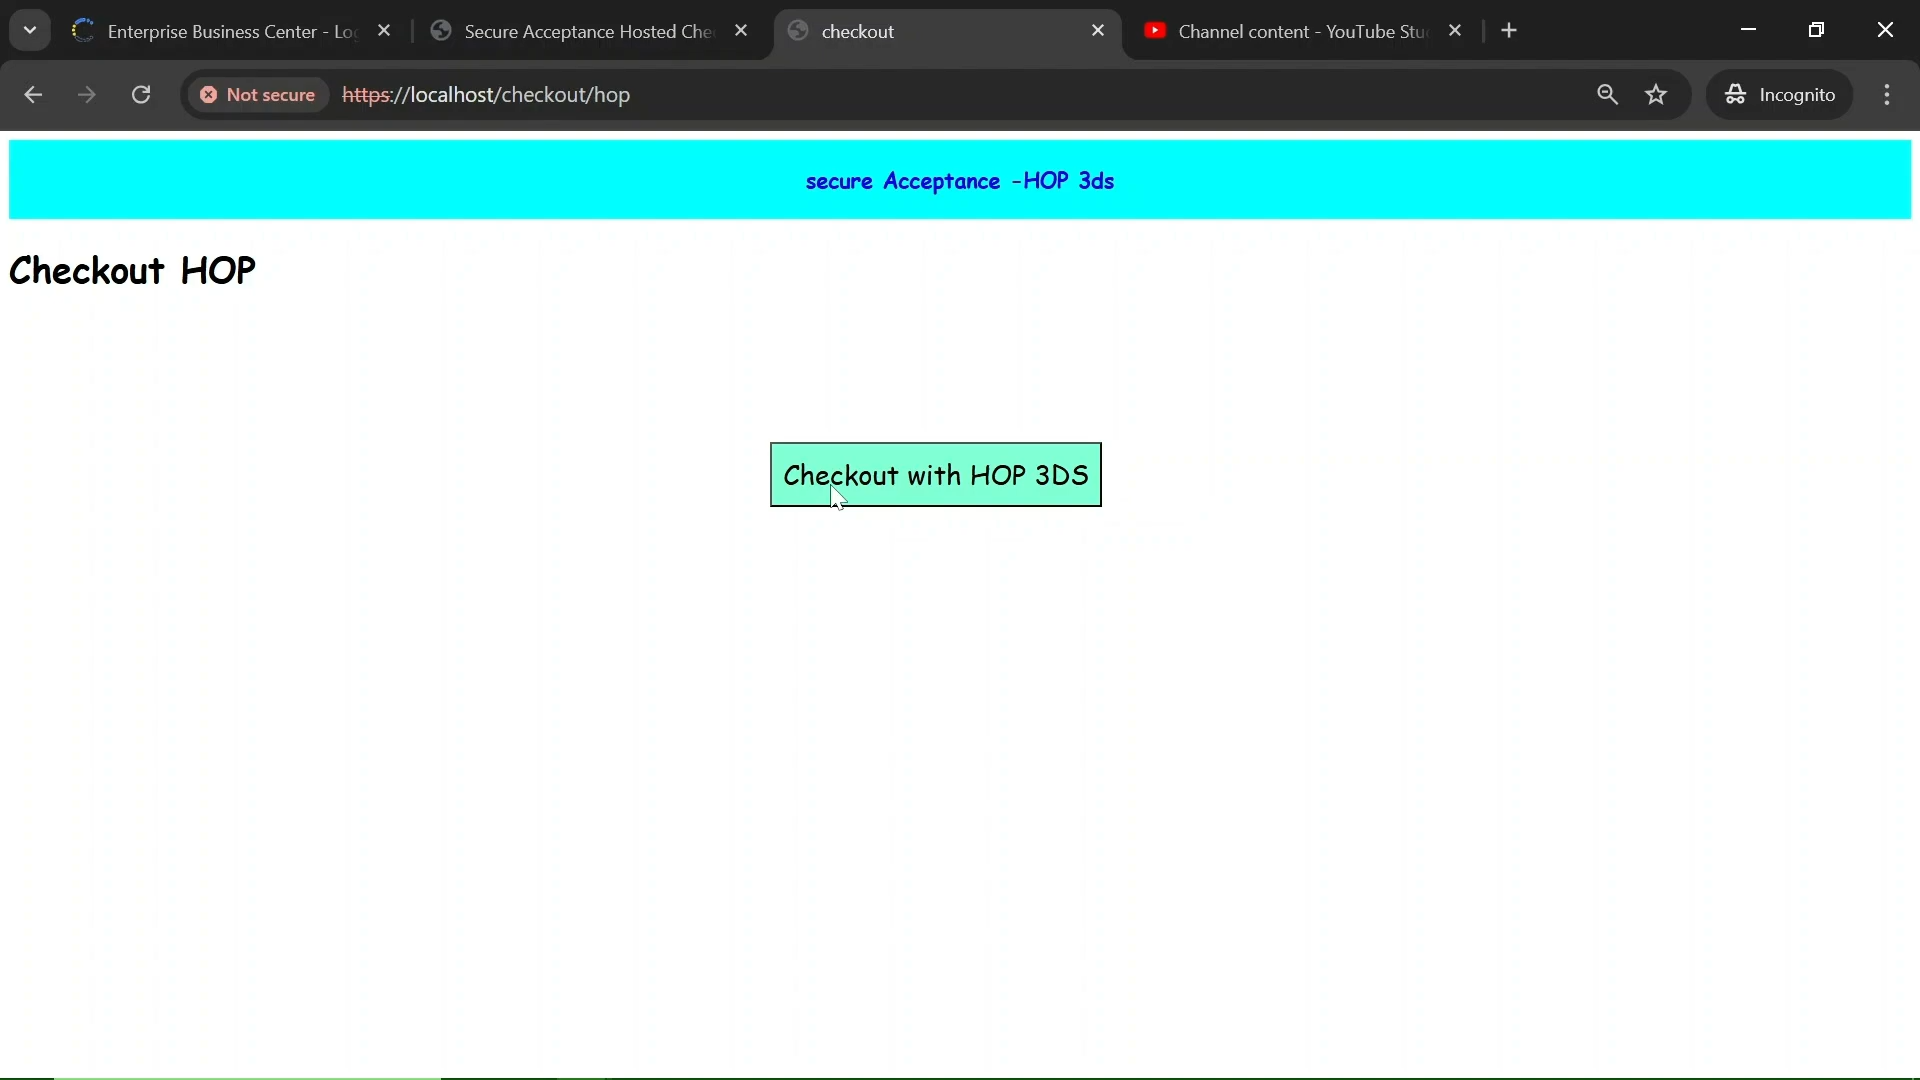 Enterprise Business Center - Lo
Secure Acceptance Hosted Che
checkout
Channel content - YouTube Stu
Not secure
https://localhost/checkout/hop
Incognito
secure Acceptance -HOP 3ds
Checkout HOP
Checkout with HOP 3DS